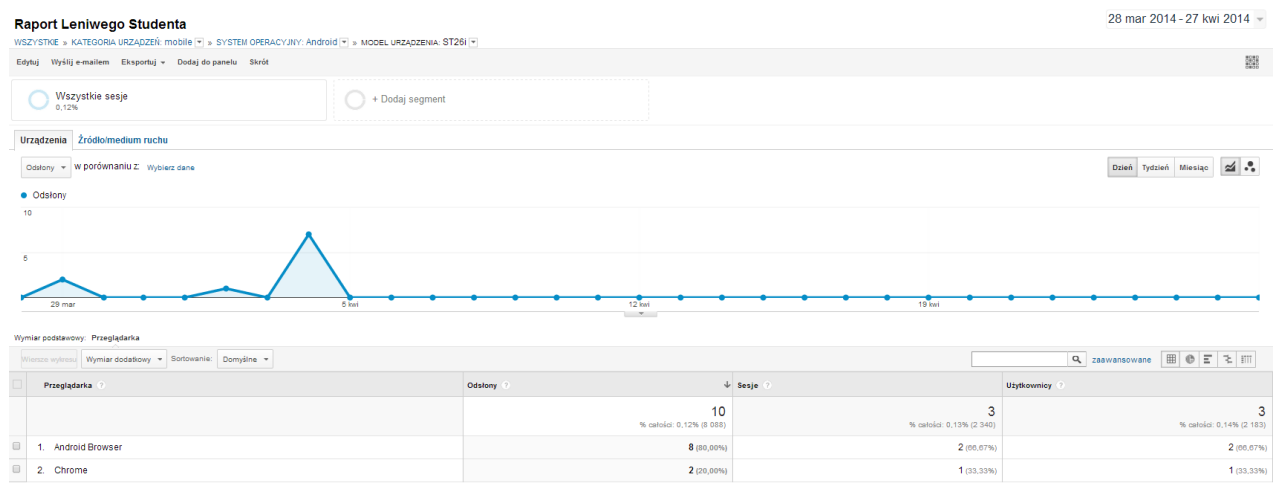 Raport Leniwego Studenta
28 mar 2014 - 27 kwi 2014
WSZYSTKIE » KATEGORIA URZĄDZEŃ: mobile » SYSTEM OPERACYJNY: Android » MODEL URZĄDZENIA: ST26i
Edytuj Wyślij e-mailem Eksportuj Dodaj do panelu Skrót
Wszystkie sesje
0,12%
+ Dodaj segment
Urządzenia Źródło/medium ruchu
Odsłony w porównaniu z: Wybierz dane
Dzień Tydzień Miesiąc
Odsłony
10
5
29 mar 5 kwi 12 kwi 19 kwi
Wymiar podstawowy: Przeglądarka
Wiersze wykresu Wymiar dodatkowy Sortowanie: Domyślne zaawansowane
Przeglądarka ? Odsłony ? Sesje ? Użytkownicy ?
10 3 3
% całości: 0,12% (8 088) % całości: 0,13% (2 340) % całości: 0,14% (2 183)
1. Android Browser 8 (80,00%) 2 (66,67%) 2 (66,67%)
2. Chrome 2 (20,00%) 1 (33,33%) 1 (33,33%)